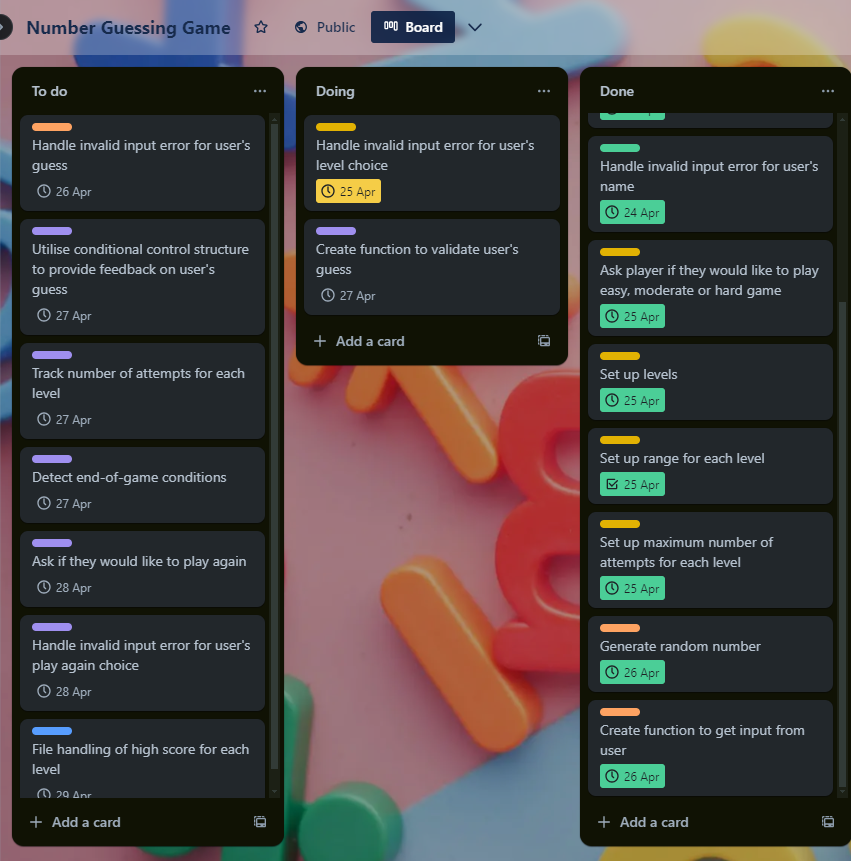 Number Guessing Game
Public
Board
To do
Handle invalid input error for user's
guess
26 Apr
Utilise conditional control structure
to provide feedback on user's
guess
27 Apr
Track number of attempts for each
level
27 Apr
Detect end-of-game conditions
27 Apr
Ask if they would like to play again
28 Apr
Handle invalid input error for user's
play again choice
28 Apr
File handling of high score for each
level
29 Apr
Add a card
Doing
Handle invalid input error for user's
level choice
25 Apr
Create function to validate user's
guess
27 Apr
Add a card
Done
Handle invalid input error for user's
name
24 Apr
Ask player if they would like to play
easy, moderate or hard game
25 Apr
Set up levels
25 Apr
Set up range for each level
25 Apr
Set up maximum number of
attempts for each level
25 Apr
Generate random number
26 Apr
Create function to get input from
user
26 Apr
Add a card